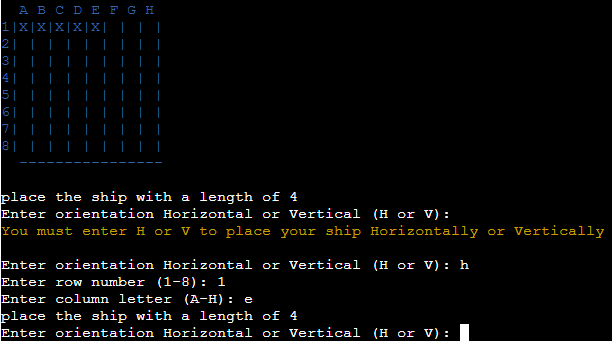 A B C D E F G H
1|X|X|X|X|X| | | |
2| | | | | | | | |
3| | | | | | | | |
4| | | | | | | | |
5| | | | | | | | |
6| | | | | | | | |
7| | | | | | | | |
8| | | | | | | | |
-----------------
place the ship with a length of 4
Enter orientation Horizontal or Vertical (H or V):
You must enter H or V to place your ship Horizontally or Vertically
Enter orientation Horizontal or Vertical (H or V): h
Enter row number (1-8): 1
Enter column letter (A-H): e
place the ship with a length of 4
Enter orientation Horizontal or Vertical (H or V):